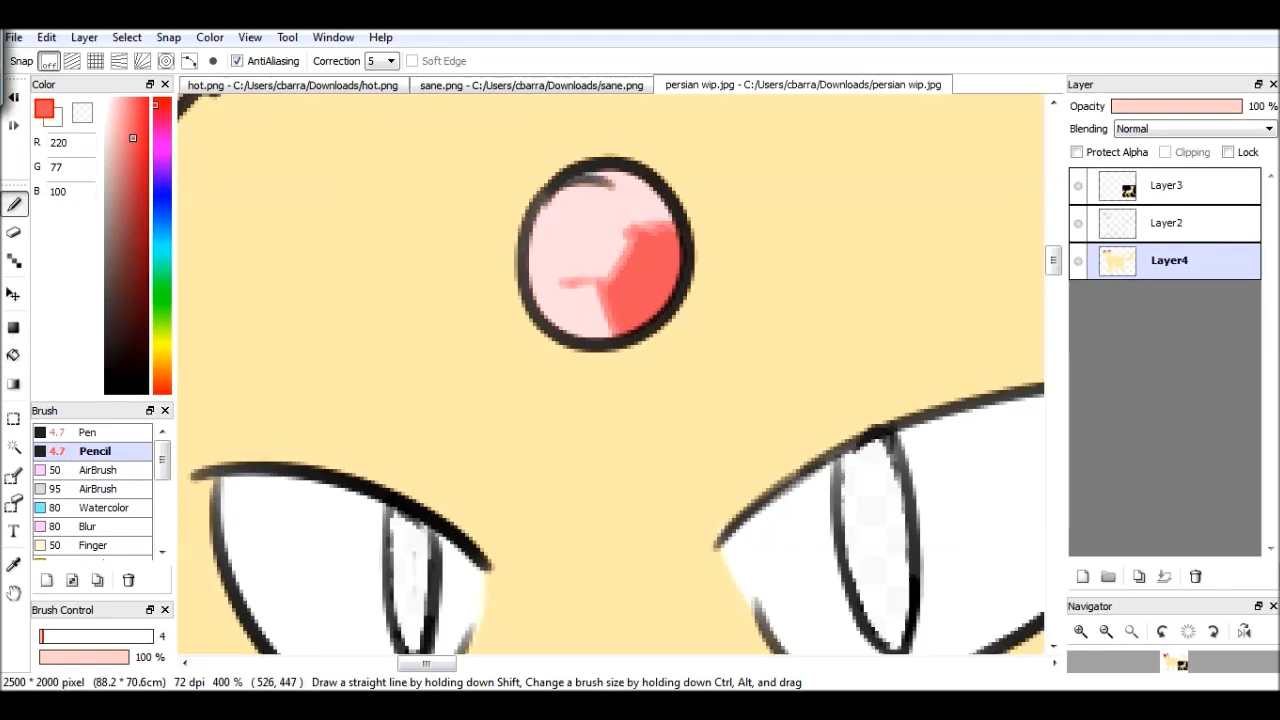 File Edit Layer Select Snap Color View Tool Window Help
Snap off AntiAliasing Correction 5 Soft Edge
Color
hot.png - C:/Users/cbarra/Downloads/hot.png
sane.png - C:/Users/cbarra/Downloads/sane.png
persian wip.jpg - C:/Users/cbarra/Downloads/persian wip.jpg
R 220
G 77
B 100
Brush
4.7 Pen
4.7 Pencil
50 AirBrush
95 AirBrush
80 Watercolor
80 Blur
50 Finger
Brush Control
4
100 %
Layer
Opacity 100 %
Blending Normal
Protect Alpha Clipping Lock
Layer3
Layer2
Layer4
Navigator
2500 * 2000 pixel (88.2 * 70.6cm) 72 dpi 400 % ( 526, 447 ) Draw a straight line by holding down Shift, Change a brush size by holding down Ctrl, Alt, and drag